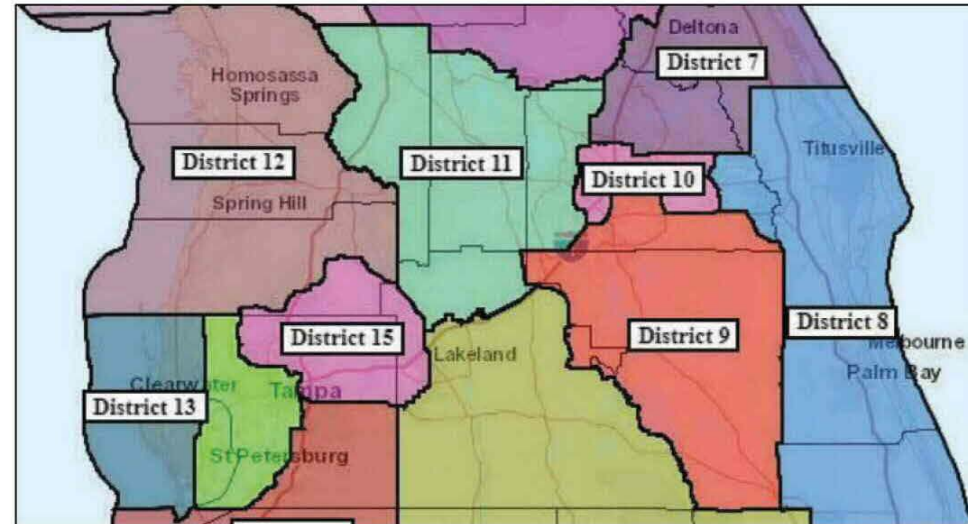 Deltona
District 7
Homosassa
Springs
Titusville
District 12
District 11
District 10
Spring Hill
District 15
District 9
District 8
Melbourne
Lakeland
Palm Bay
Clearwater
Tampa
District 13
St Petersburg